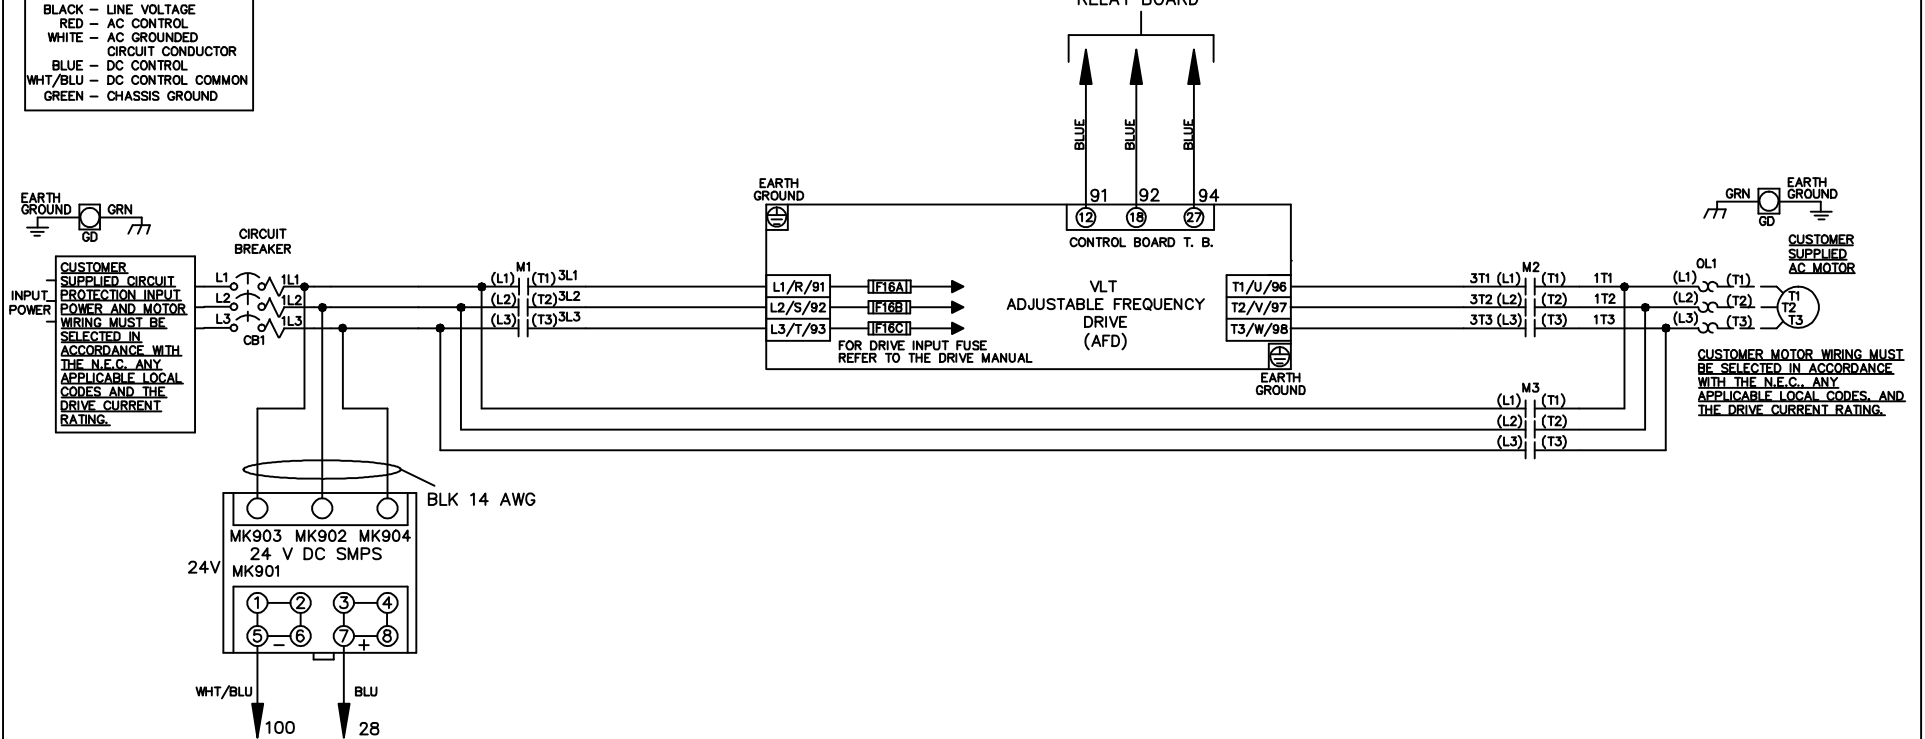 BLACK – LINE VOLTAGE
RED – AC CONTROL
WHITE – AC GROUNDED
CIRCUIT CONDUCTOR
BLUE – DC CONTROL
WHT/BLU – DC CONTROL COMMON
GREEN – CHASSIS GROUND
RELAY BOARD
BLUE
BLUE
BLUE
91
92
94
12
18
27
CONTROL BOARD T. B.
EARTH
GROUND
GRN
GD
CIRCUIT
BREAKER
EARTH
GROUND
GRN
EARTH
GROUND
GD
CUSTOMER
SUPPLIED
AC MOTOR
INPUT
POWER
CUSTOMER
SUPPLIED CIRCUIT
PROTECTION INPUT
POWER AND MOTOR
WIRING MUST BE
SELECTED IN
ACCORDANCE WITH
THE N.E.C. ANY
APPLICABLE LOCAL
CODES AND THE
DRIVE CURRENT
RATING.
L1
L2
L3
1L1
1L2
1L3
CB1
M1
(L1) (T1) 3L1
(L2) (T2) 3L2
(L3) (T3) 3L3
L1/R/91
L2/S/92
L3/T/93
F16A
F16B
F16C
FOR DRIVE INPUT FUSE
REFER TO THE DRIVE MANUAL
VLT
ADJUSTABLE FREQUENCY
DRIVE
(AFD)
T1/U/96
T2/V/97
T3/W/98
EARTH
GROUND
M2
3T1 (L1) (T1) 1T1
3T2 (L2) (T2) 1T2
3T3 (L3) (T3) 1T3
OL1
(L1) (T1)
(L2) (T2)
(L3) (T3)
T1
T2
T3
CUSTOMER MOTOR WIRING MUST
BE SELECTED IN ACCORDANCE
WITH THE N.E.C., ANY
APPLICABLE LOCAL CODES, AND
THE DRIVE CURRENT RATING.
M3
(L1) (T1)
(L2) (T2)
(L3) (T3)
BLK 14 AWG
MK903 MK902 MK904
24 V DC SMPS
24V
MK901
1 2 3 4
5 – 6 7 + 8
WHT/BLU
BLU
100
28